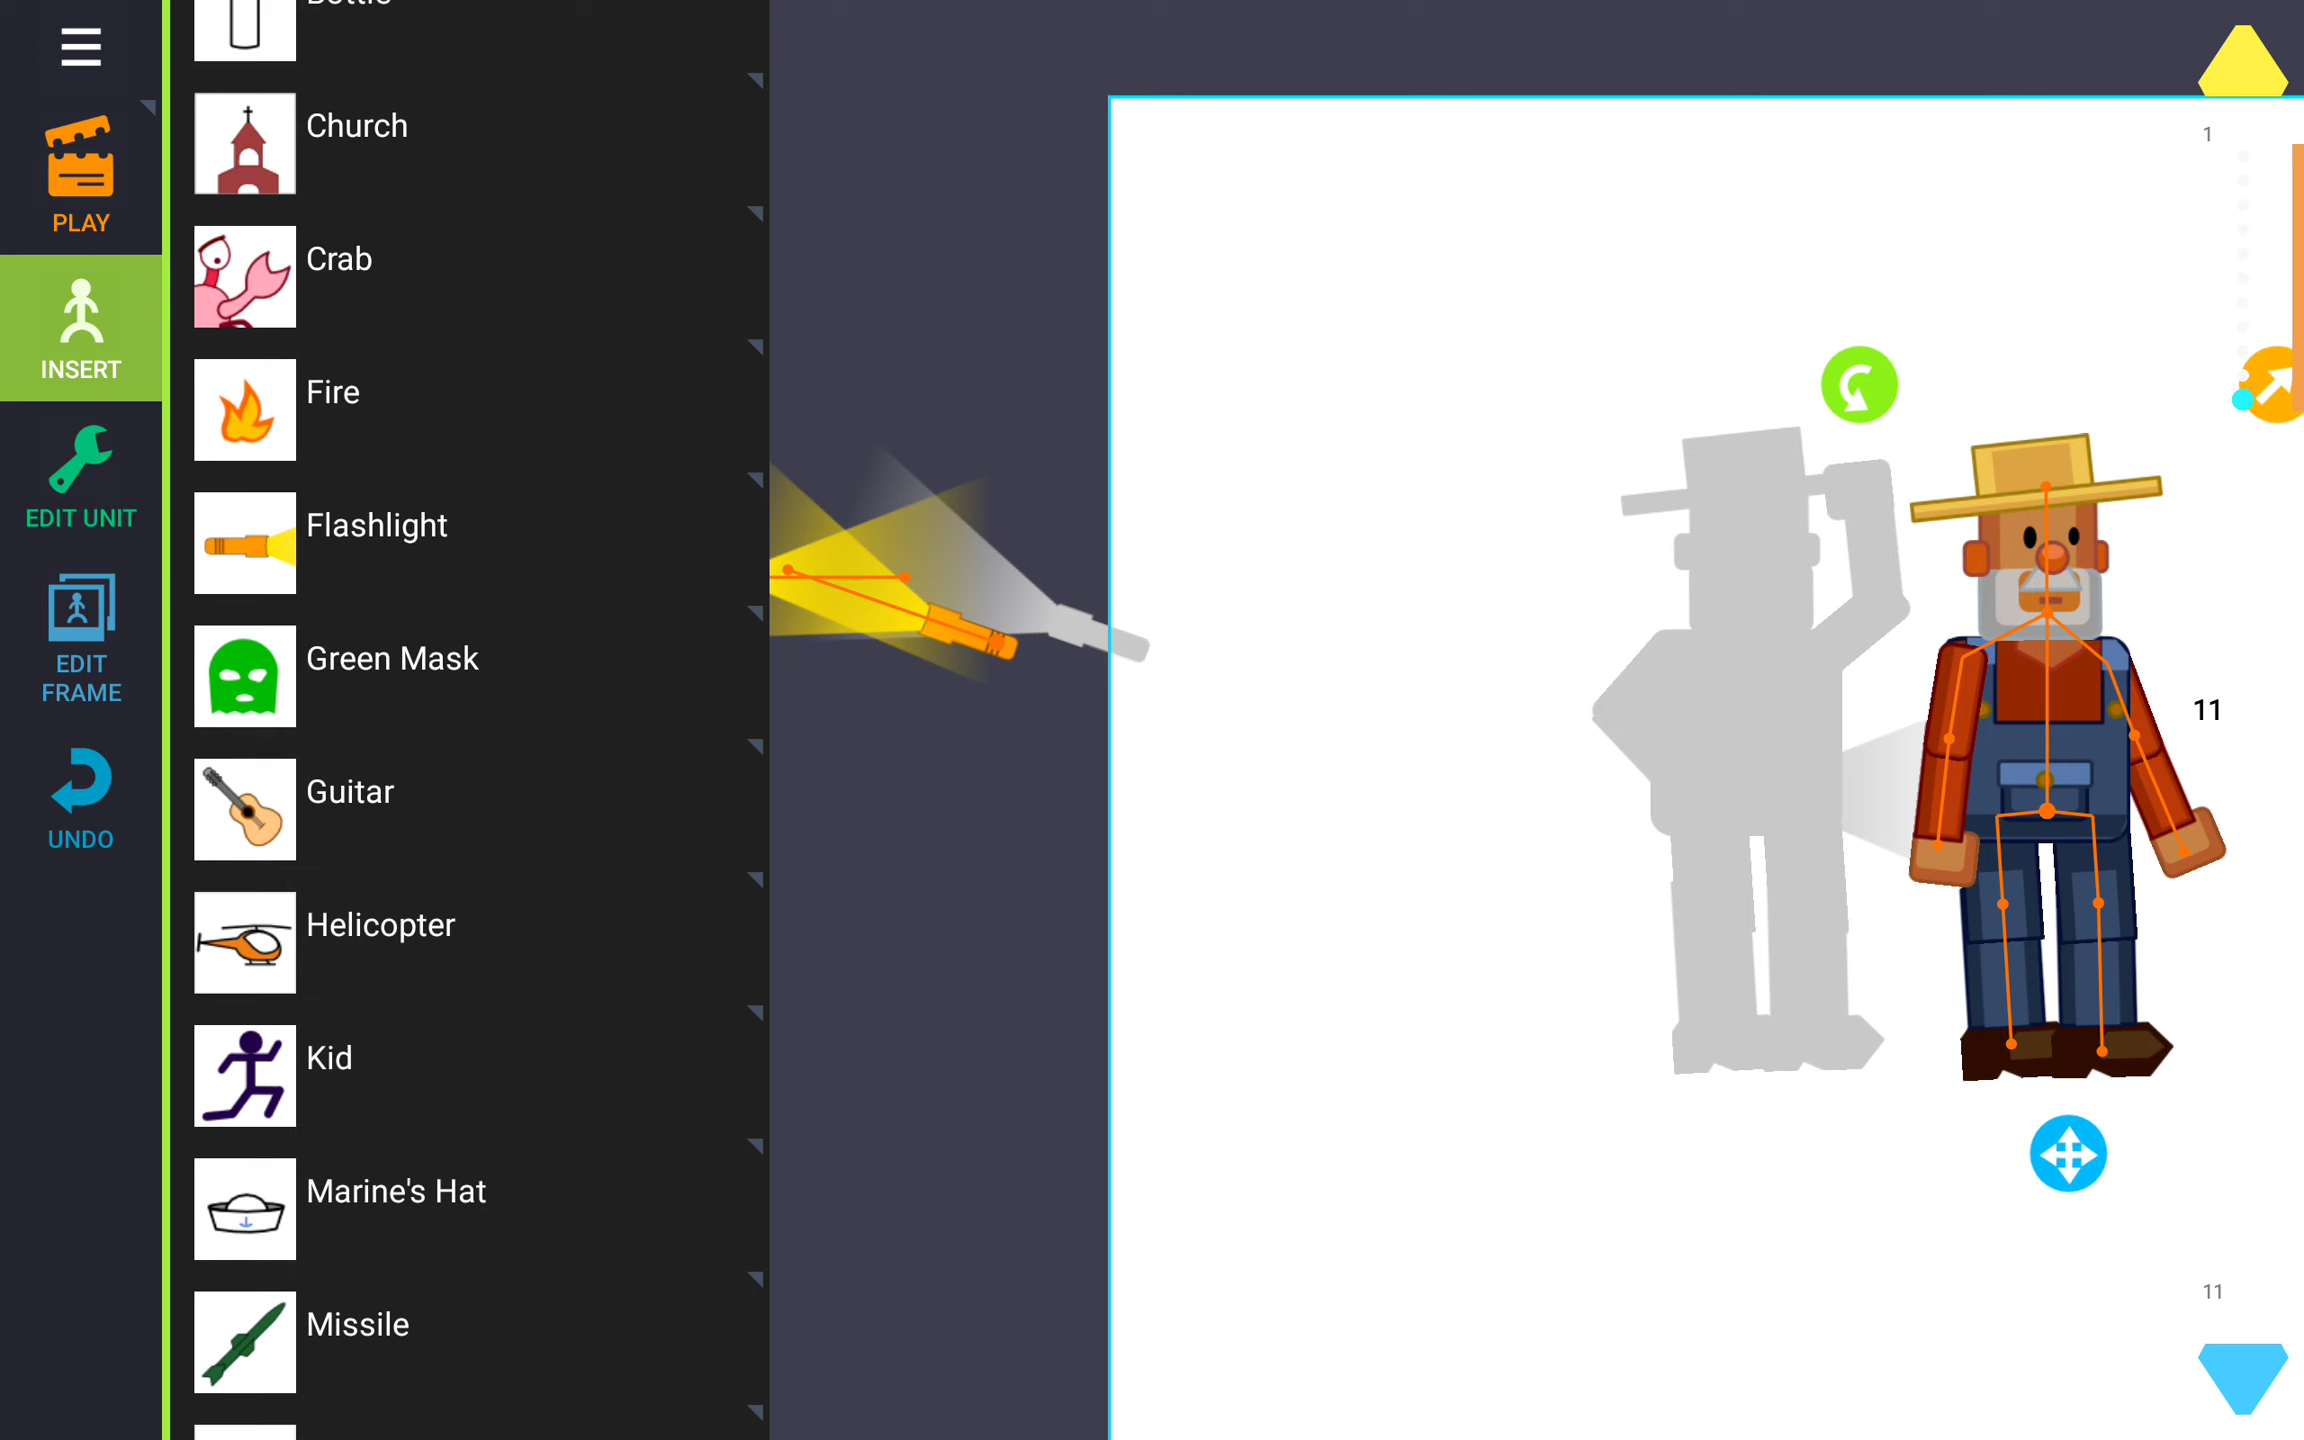 PLAY
INSERT
EDIT UNIT
EDIT
FRAME
UNDO
Bottle
Church
Crab
Fire
Flashlight
Green Mask
Guitar
Helicopter
Kid
Marine's Hat
Missile
1
11
11